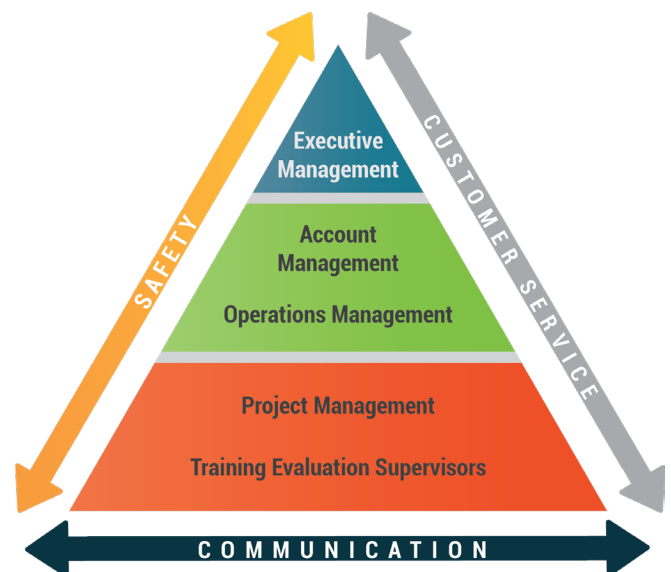 Executive
Management
Account
Management
Operations Management
Project Management
Training Evaluation Supervisors
SAFETY
CUSTOMER SERVICE
COMMUNICATION